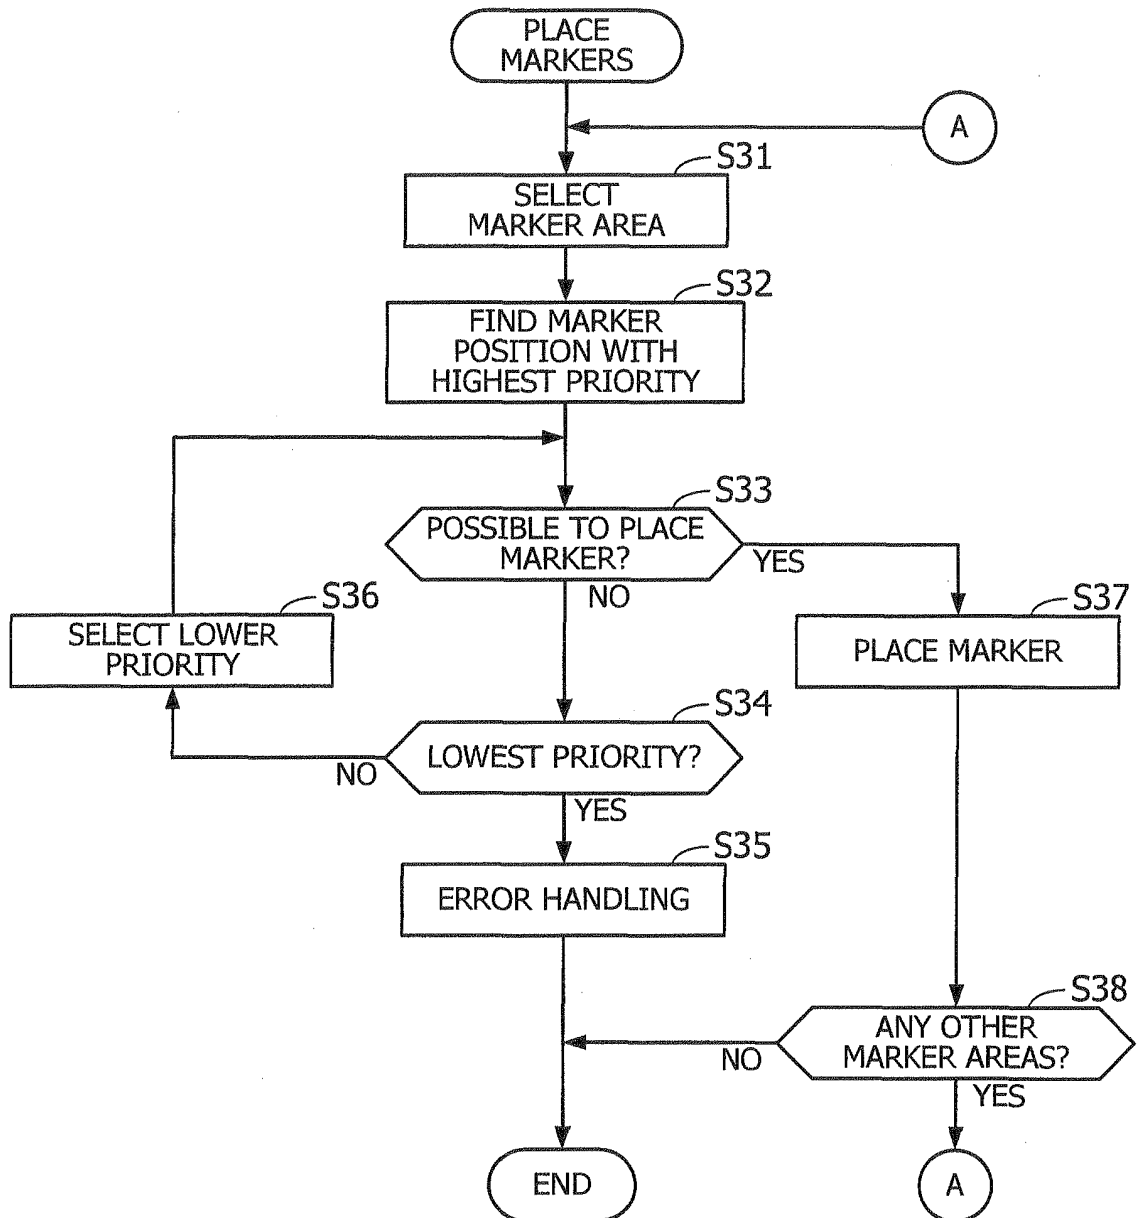 PLACE
MARKERS
A
S31
SELECT
MARKER AREA
S32
FIND MARKER
POSITION WITH
HIGHEST PRIORITY
S33
POSSIBLE TO PLACE
MARKER?
YES
NO
S36
SELECT LOWER
PRIORITY
S37
PLACE MARKER
S34
LOWEST PRIORITY?
NO
YES
S35
ERROR HANDLING
S38
ANY OTHER
MARKER AREAS?
NO
YES
END
A